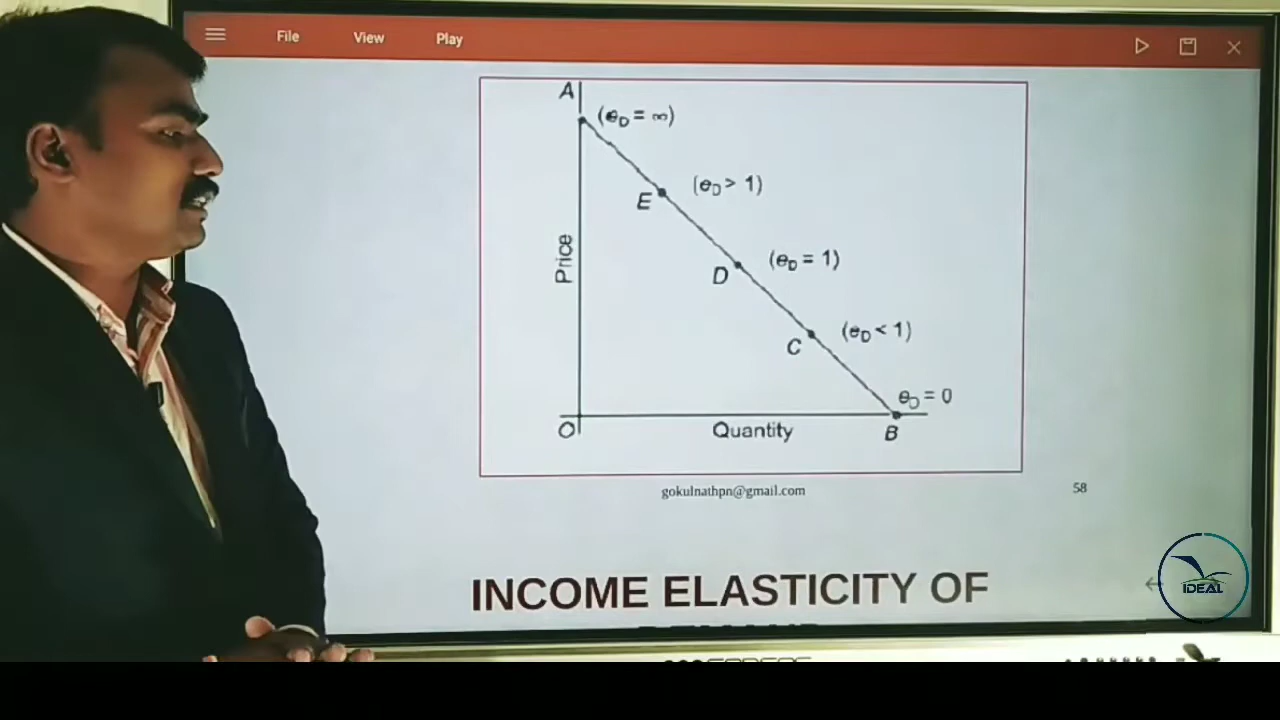 File View Play
A
(eD = ∞)
E
(eD > 1)
Price
D
(eD = 1)
C
(eD < 1)
eD = 0
O
Quantity
B
gokulnathpn@gmail.com
58
INCOME ELASTICITY OF
IDEAL